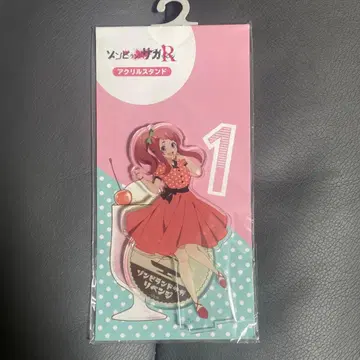 ゾンビランドサガR
アクリルスタンド
1
ゾンビランドサガ
リベンジ